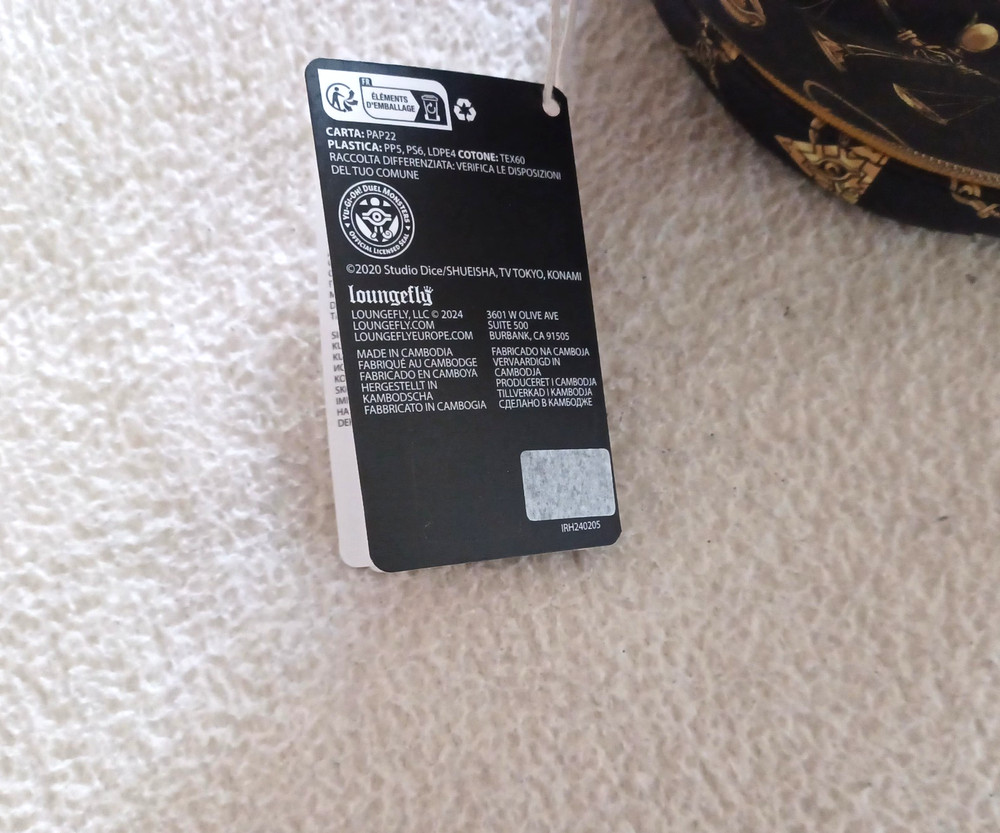 FR
ÉLÉMENTS
D'EMBALLAGE
CARTA: PAP22
PLASTICA: PP5, PS6, LDPE4 COTONE: TEX60
RACCOLTA DIFFERENZIATA: VERIFICA LE DISPOSIZIONI
DEL TUO COMUNE
YU-GI-OH! DUEL MONSTERS
OFFICIAL LICENSED SEAL
©2020 Studio Dice/SHUEISHA, TV TOKYO, KONAMI
loungefly
LOUNGEFLY, LLC © 2024
LOUNGEFLY.COM
LOUNGEFLYEUROPE.COM
3601 W OLIVE AVE
SUITE 500
BURBANK, CA 91505
MADE IN CAMBODIA
FABRIQUÉ AU CAMBODGE
FABRICADO EN CAMBOYA
HERGESTELLT IN
KAMBODSCHA
FABBRICATO IN CAMBOGIA
FABRICADO NA CAMBOJA
VERVAARDIGD IN
CAMBODJA
PRODUCERET I CAMBODJA
TILLVERKAD I KAMBODJA
СДЕЛАНО В КАМБОДЖЕ
IRH240205